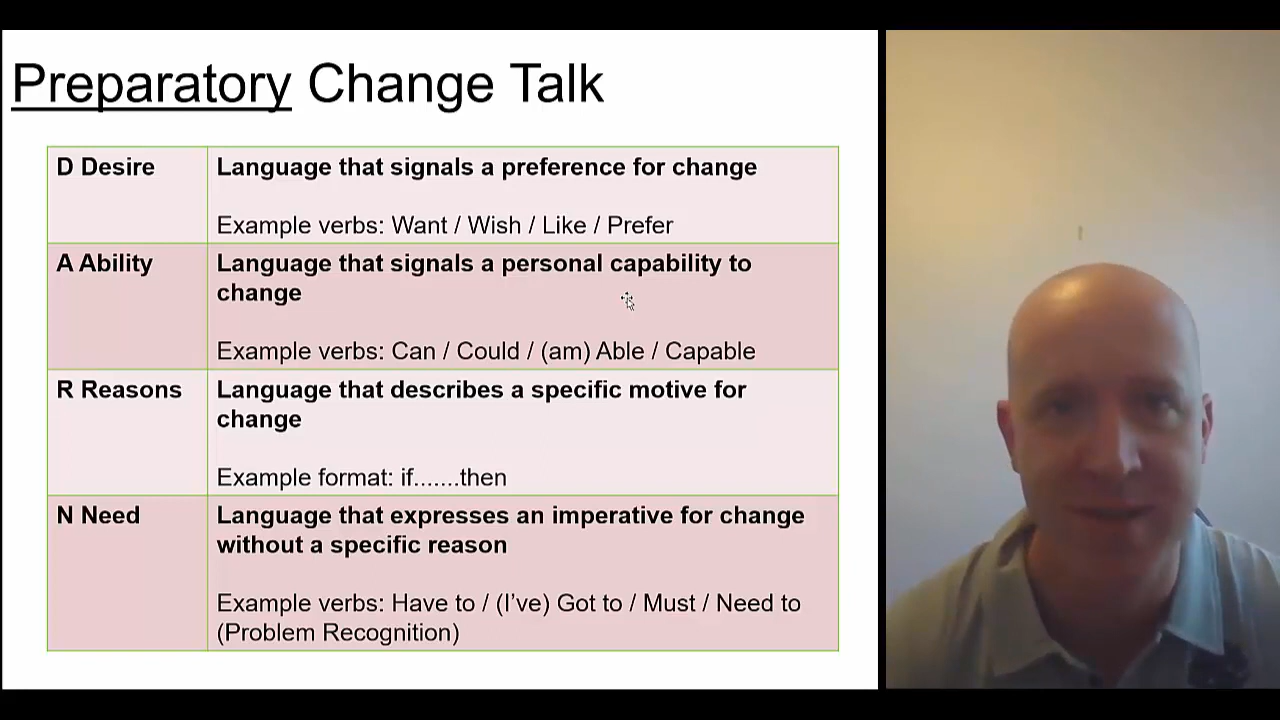 Preparatory Change Talk
D Desire
Language that signals a preference for change
Example verbs: Want / Wish / Like / Prefer
A Ability
Language that signals a personal capability to
change
Example verbs: Can / Could / (am) Able / Capable
R Reasons
Language that describes a specific motive for
change
Example format: if.......then
N Need
Language that expresses an imperative for change
without a specific reason
Example verbs: Have to / (I’ve) Got to / Must / Need to
(Problem Recognition)